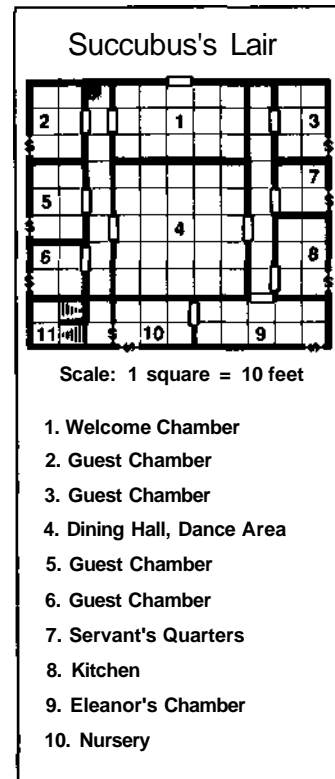 Succubus's Lair
2 1 3
7
5 4
6 8
11 S 10 9
Scale: 1 square = 10 feet
1. Welcome Chamber
2. Guest Chamber
3. Guest Chamber
4. Dining Hall, Dance Area
5. Guest Chamber
6. Guest Chamber
7. Servant's Quarters
8. Kitchen
9. Eleanor's Chamber
10. Nursery